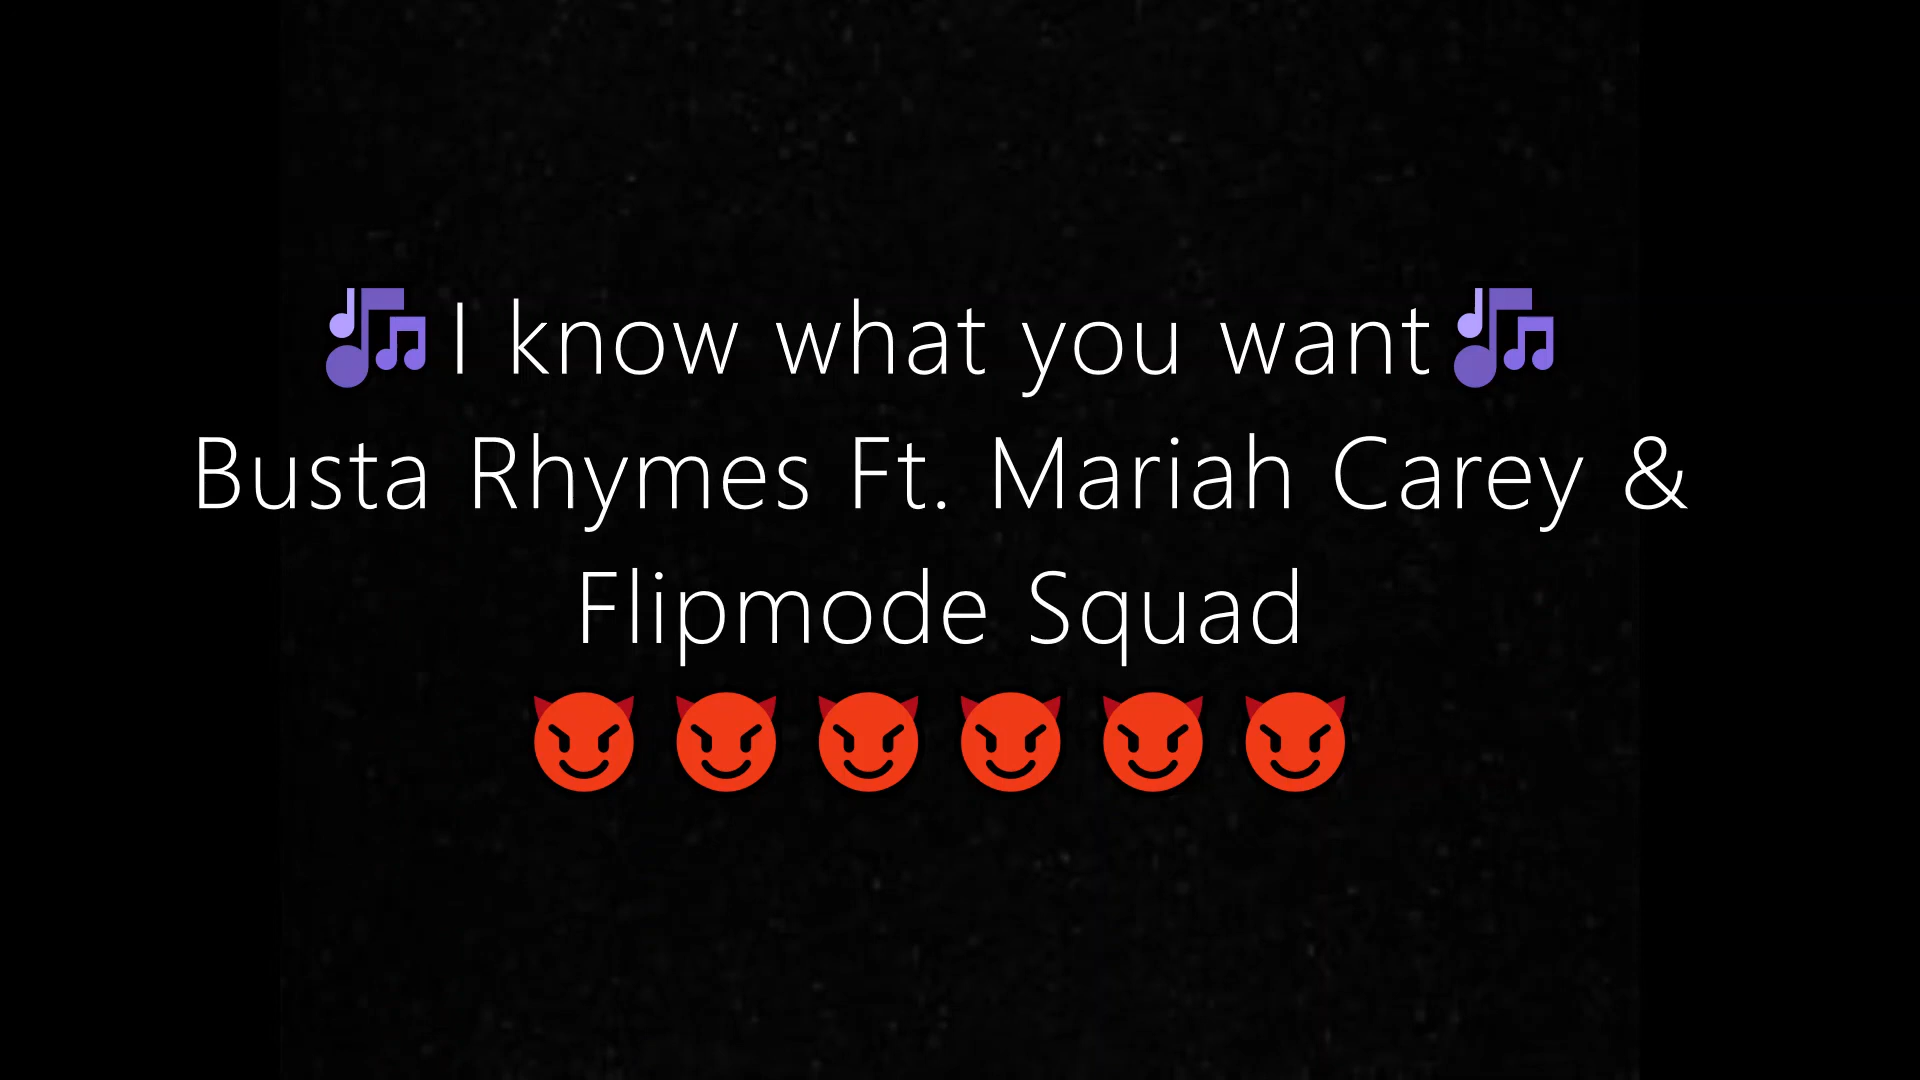 🎶I know what you want🎶
Busta Rhymes Ft. Mariah Carey &
Flipmode Squad
😈 😈 😈 😈 😈 😈